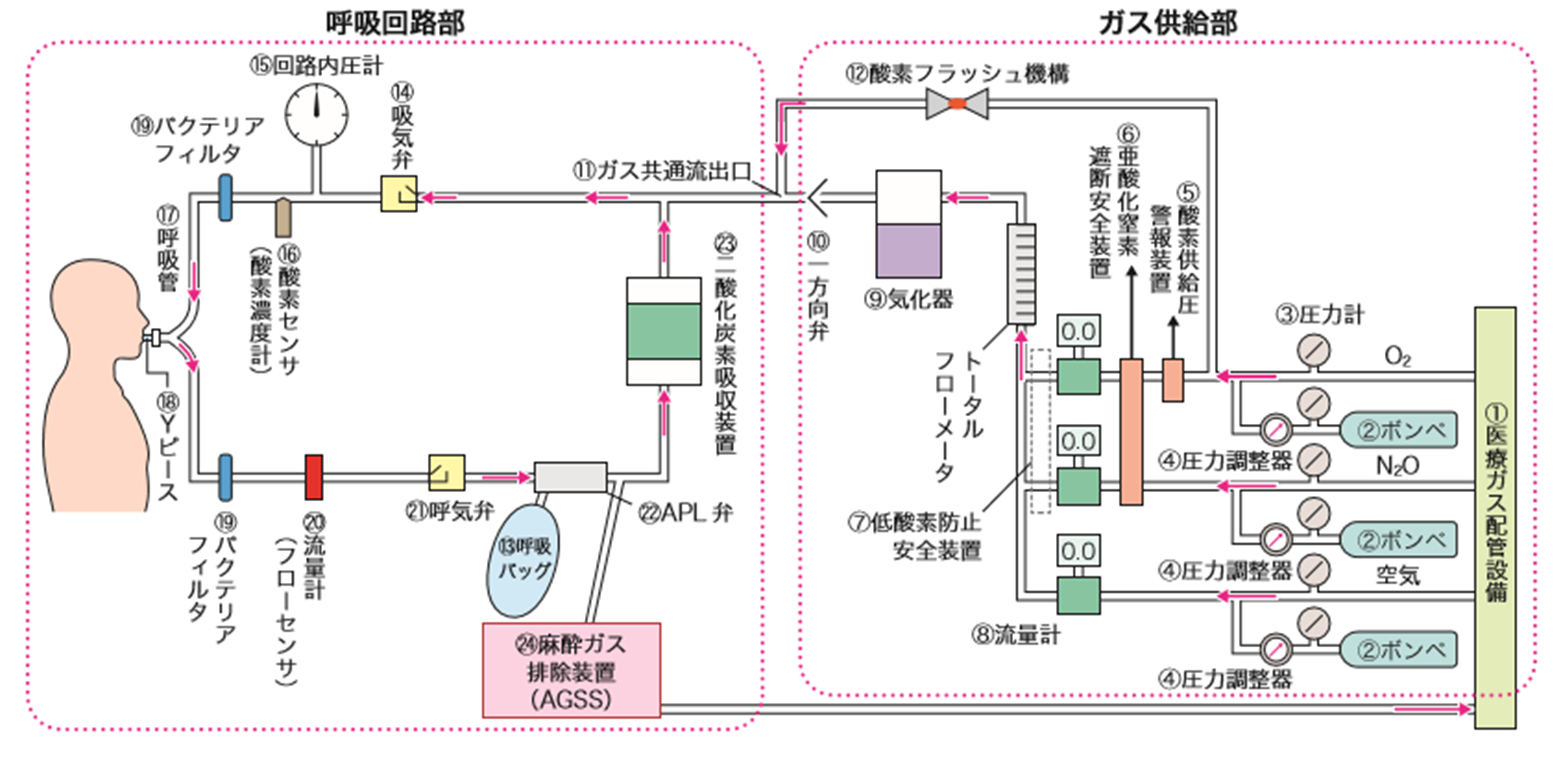 呼吸回路部
ガス供給部
⑮回路内圧計
⑭吸気弁
⑲バクテリア
フィルタ
⑫酸素フラッシュ機構
⑪ガス共通流出口
⑥亜酸化窒素
遮断安全装置
⑤酸素供給圧
警報装置
⑰呼吸管
⑯酸素センサ
（酸素濃度計）
㉓二酸化炭素吸収装置
⑩一方向弁
⑨気化器
③圧力計
O₂
0.0
トータル
フローメータ
②ボンベ
①医療ガス配管設備
④圧力調整器
N₂O
0.0
⑱Yピース
㉑呼気弁
㉒APL 弁
⑦低酸素防止
安全装置
②ボンベ
⑬呼吸
バッグ
⑲バクテリア
フィルタ
⑳流量計
（フローセンサ）
0.0
④圧力調整器
空気
⑧流量計
②ボンベ
㉔麻酔ガス
排除装置
(AGSS)
④圧力調整器